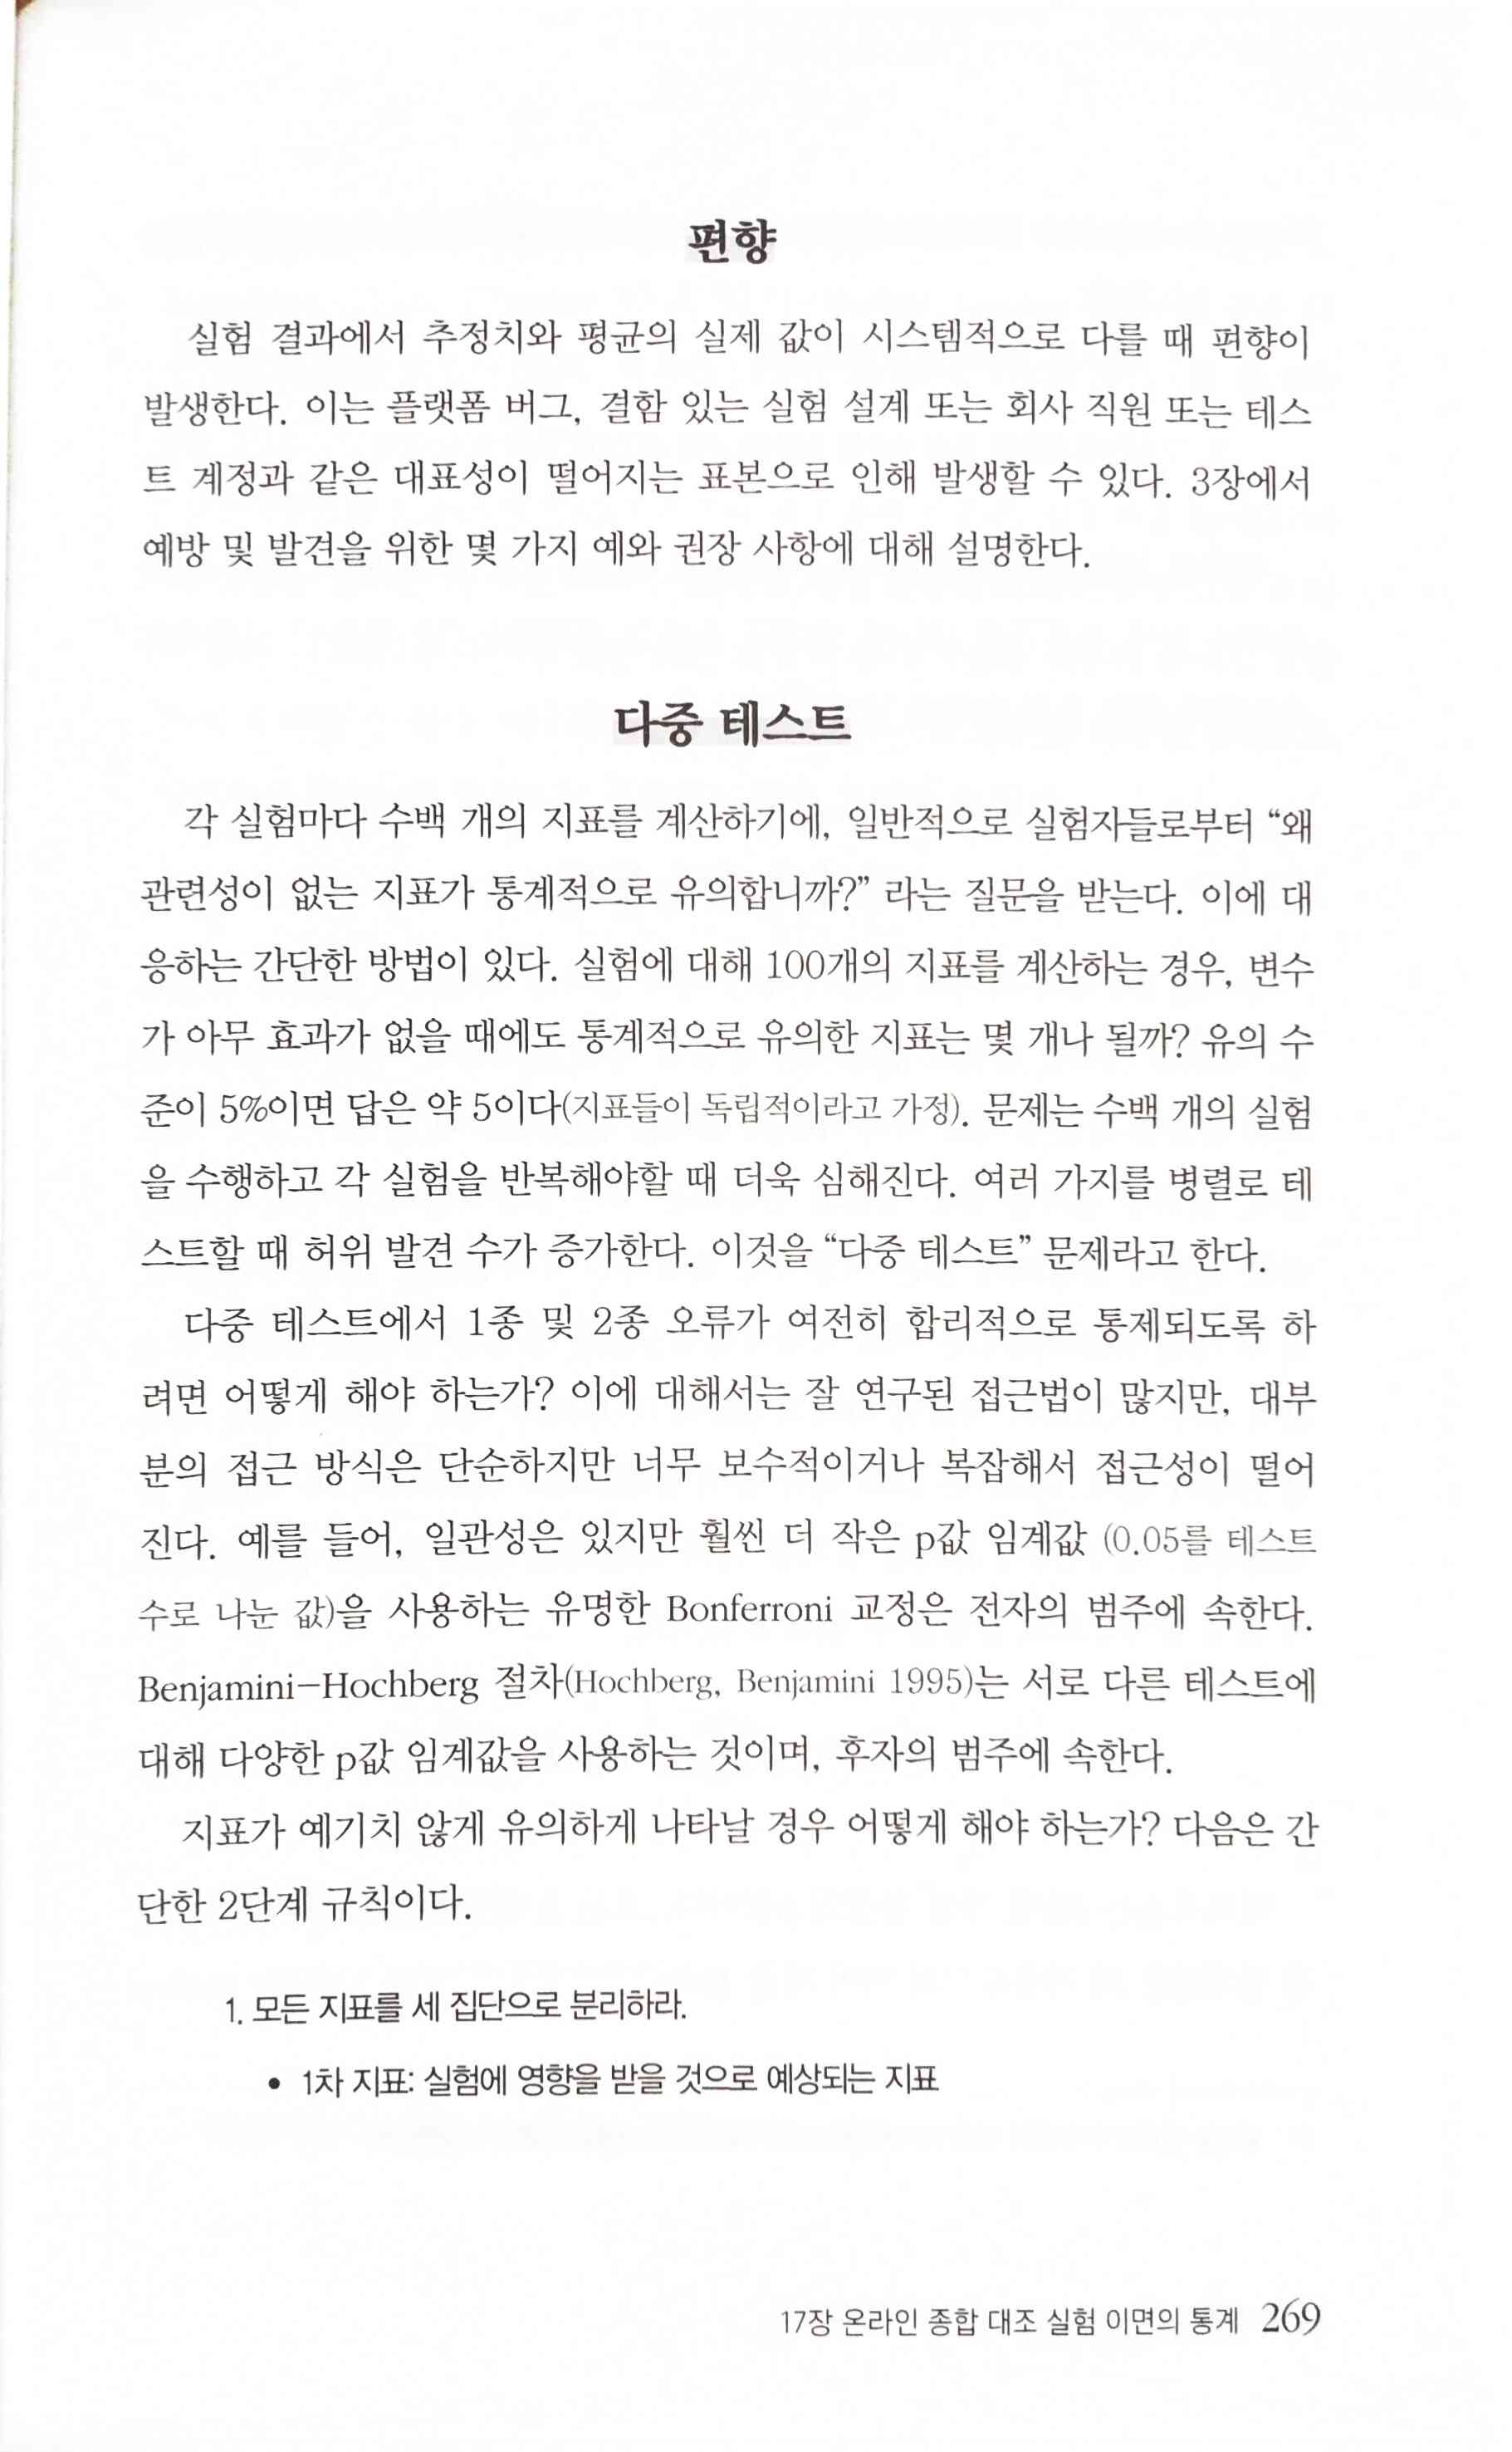 편향
실험 결과에서 추정치와 평균의 실제 값이 시스템적으로 다를 때 편향이
발생한다. 이는 플랫폼 버그, 결함 있는 실험 설계 또는 회사 직원 또는 테스
트 계정과 같은 대표성이 떨어지는 표본으로 인해 발생할 수 있다. 3장에서
예방 및 발견을 위한 몇 가지 예와 권장 사항에 대해 설명한다.
다중 테스트
각 실험마다 수백 개의 지표를 계산하기에, 일반적으로 실험자들로부터 “왜
관련성이 없는 지표가 통계적으로 유의합니까?” 라는 질문을 받는다. 이에 대
응하는 간단한 방법이 있다. 실험에 대해 100개의 지표를 계산하는 경우, 변수
가 아무 효과가 없을 때에도 통계적으로 유의한 지표는 몇 개나 될까? 유의 수
준이 5%이면 답은 약 5이다(지표들이 독립적이라고 가정). 문제는 수백 개의 실험
을 수행하고 각 실험을 반복해야할 때 더욱 심해진다. 여러 가지를 병렬로 테
스트할 때 허위 발견 수가 증가한다. 이것을 “다중 테스트” 문제라고 한다.
다중 테스트에서 1종 및 2종 오류가 여전히 합리적으로 통제되도록 하
려면 어떻게 해야 하는가? 이에 대해서는 잘 연구된 접근법이 많지만, 대부
분의 접근 방식은 단순하지만 너무 보수적이거나 복잡해서 접근성이 떨어
진다. 예를 들어, 일관성은 있지만 훨씬 더 작은 p값 임계값 (0.05를 테스트
수로 나눈 값)을 사용하는 유명한 Bonferroni 교정은 전자의 범주에 속한다.
Benjamini-Hochberg 절차(Hochberg, Benjamini 1995)는 서로 다른 테스트에
대해 다양한 p값 임계값을 사용하는 것이며, 후자의 범주에 속한다.
지표가 예기치 않게 유의하게 나타날 경우 어떻게 해야 하는가? 다음은 간
단한 2단계 규칙이다.
1. 모든 지표를 세 집단으로 분리하라.
• 1차 지표: 실험에 영향을 받을 것으로 예상되는 지표
17장 온라인 종합 대조 실험 이면의 통계 269